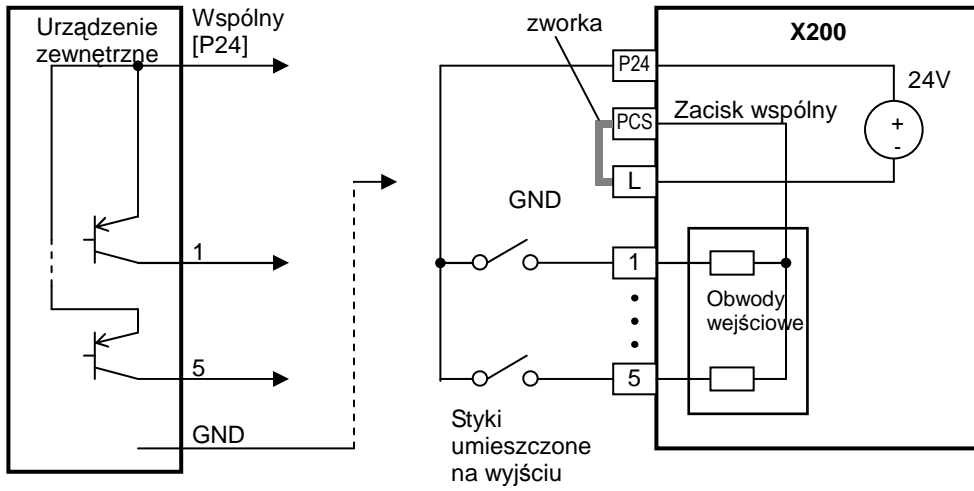 Urządzenie
zewnętrzne
Wspólny
[P24]
1
5
GND
zworka
X200
P24
24V
PCS
Zacisk wspólny
+
-
L
GND
1
Obwody
wejściowe
5
Styki
umieszczone
na wyjściu